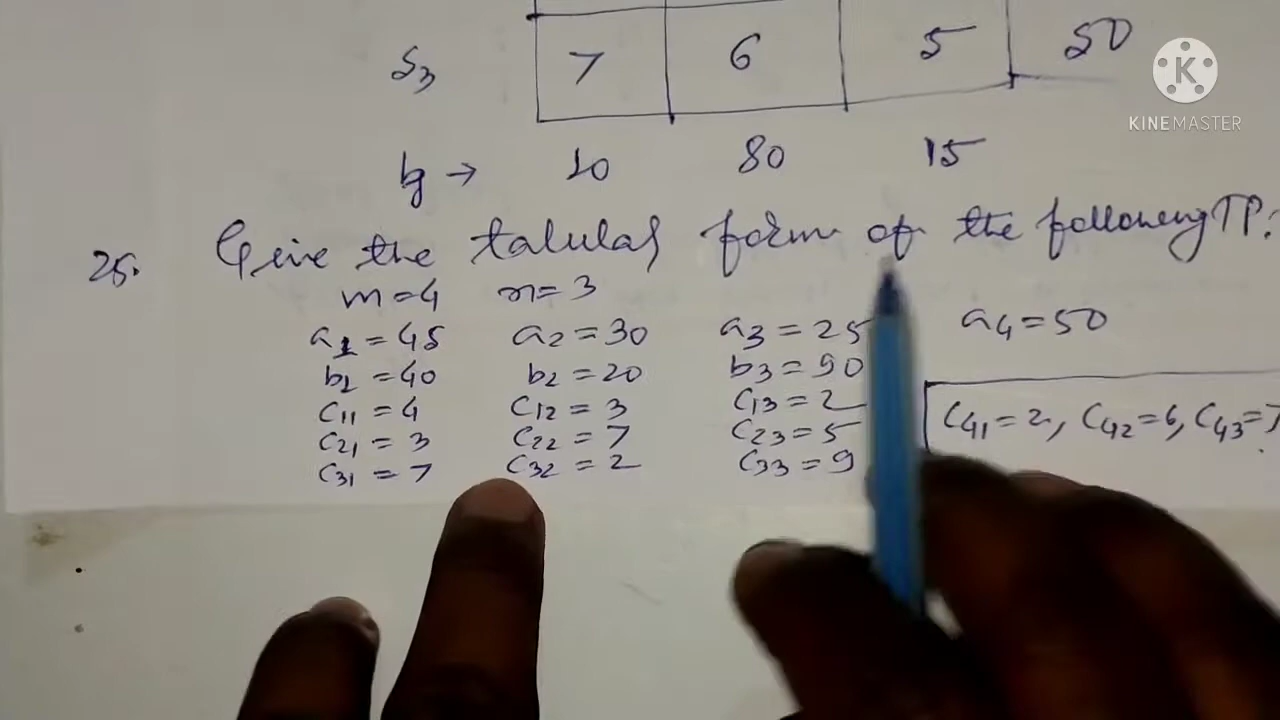 S3 7 6 5 50
KINEMASTER
bj → 20 80 15
25. Give the tabular form of the following TP:
m=4 n=3
a1 = 45 a2 = 30 a3 = 25 a4 = 50
b1 = 40 b2 = 20 b3 = 90
C11 = 4 C12 = 3 C13 = 2 C41 = 2, C42 = 6, C43 = 7
C21 = 3 C22 = 7 C23 = 5
C31 = 7 C32 = 2 C33 = 9